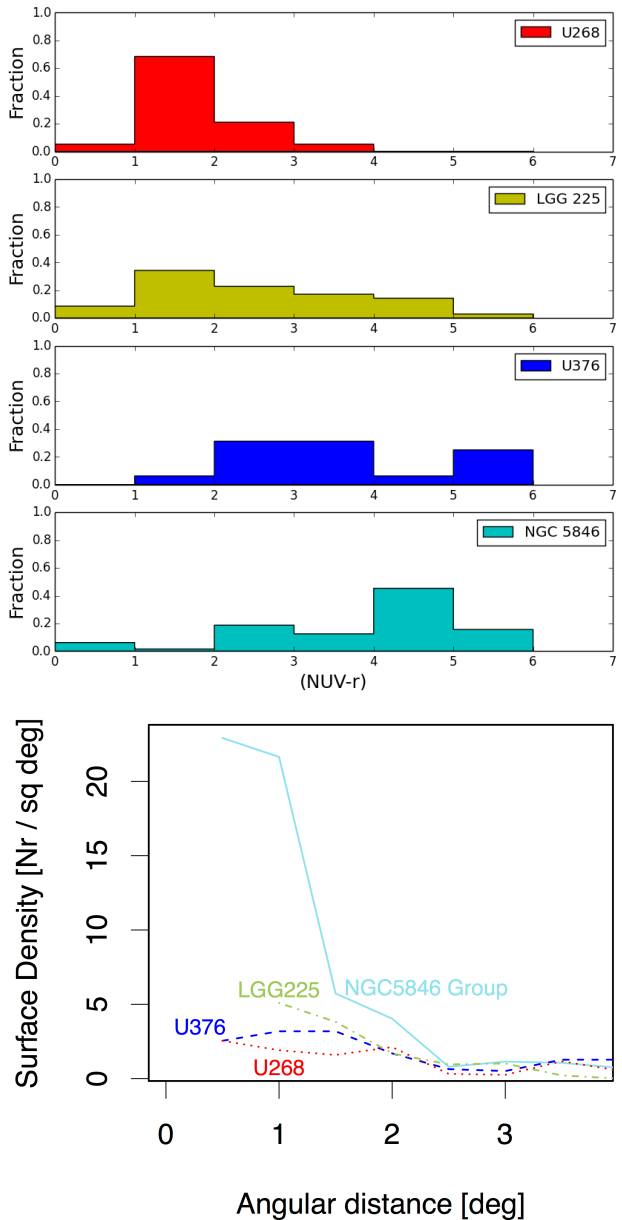 1.0
U268
0.8
0.6
0.4
0.2
0.0
Fraction
0 1 2 3 4 5 6 7
1.0
LGG 225
0.8
0.6
0.4
0.2
0.0
Fraction
0 1 2 3 4 5 6 7
1.0
U376
0.8
0.6
0.4
0.2
0.0
Fraction
0 1 2 3 4 5 6 7
1.0
NGC 5846
0.8
0.6
0.4
0.2
0.0
Fraction
0 1 2 3 4 5 6 7
(NUV-r)
Surface Density [Nr / sq deg]
20
15
10
5
0
NGC5846 Group
LGG225
U376
U268
0 1 2 3
Angular distance [deg]